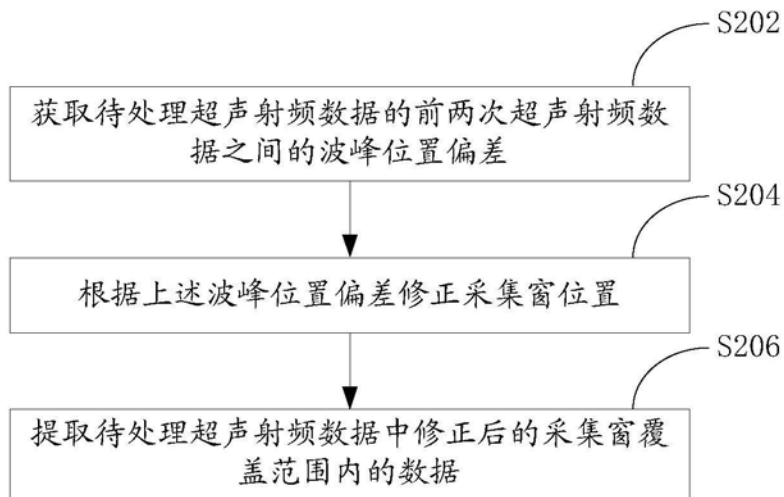 S202
获取待处理超声射频数据的前两次超声射频数
据之间的波峰位置偏差
S204
根据上述波峰位置偏差修正采集窗位置
S206
提取待处理超声射频数据中修正后的采集窗覆
盖范围内的数据